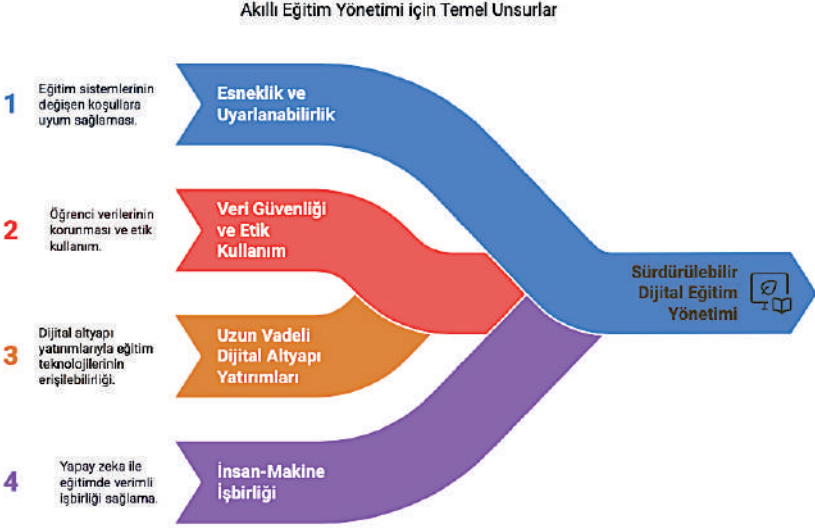 Akıllı Eğitim Yönetimi için Temel Unsurlar
1
Eğitim sistemlerinin
değişen koşullara
uyum sağlaması.
Esneklik ve
Uyarlanabilirlik
2
Öğrenci verilerinin
korunması ve etik
kullanım.
Veri Güvenliği
ve Etik
Kullanım
3
Dijital altyapı
yatırımlarıyla eğitim
teknolojilerinin
erişilebilirliği.
Uzun Vadeli
Dijital Altyapı
Yatırımları
4
Yapay zeka ile
eğitimde verimli
işbirliği sağlama.
İnsan-Makine
İşbirliği
Sürdürülebilir
Dijital Eğitim
Yönetimi